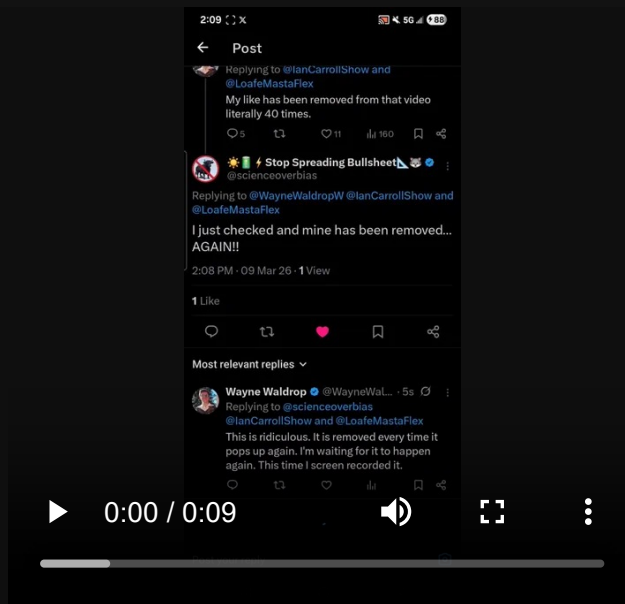 2:09 X 5G 88
Post
Replying to @IanCarrollShow and
@LoafeMastaFlex
My like has been removed from that video
literally 40 times.
5 11 160
☀️🔋⚡Stop Spreading Bullsheet📐🐺
@scienceoverbias
Replying to @WayneWaldropW @IanCarrollShow and
@LoafeMastaFlex
I just checked and mine has been removed...
AGAIN!!
2:08 PM · 09 Mar 26 · 1 View
1 Like
Most relevant replies
Wayne Waldrop @WayneWal... · 5s
Replying to @scienceoverbias
@IanCarrollShow and @LoafeMastaFlex
This is ridiculous. It is removed every time it
pops up again. I'm waiting for it to happen
again. This time I screen recorded it.
0:00 / 0:09